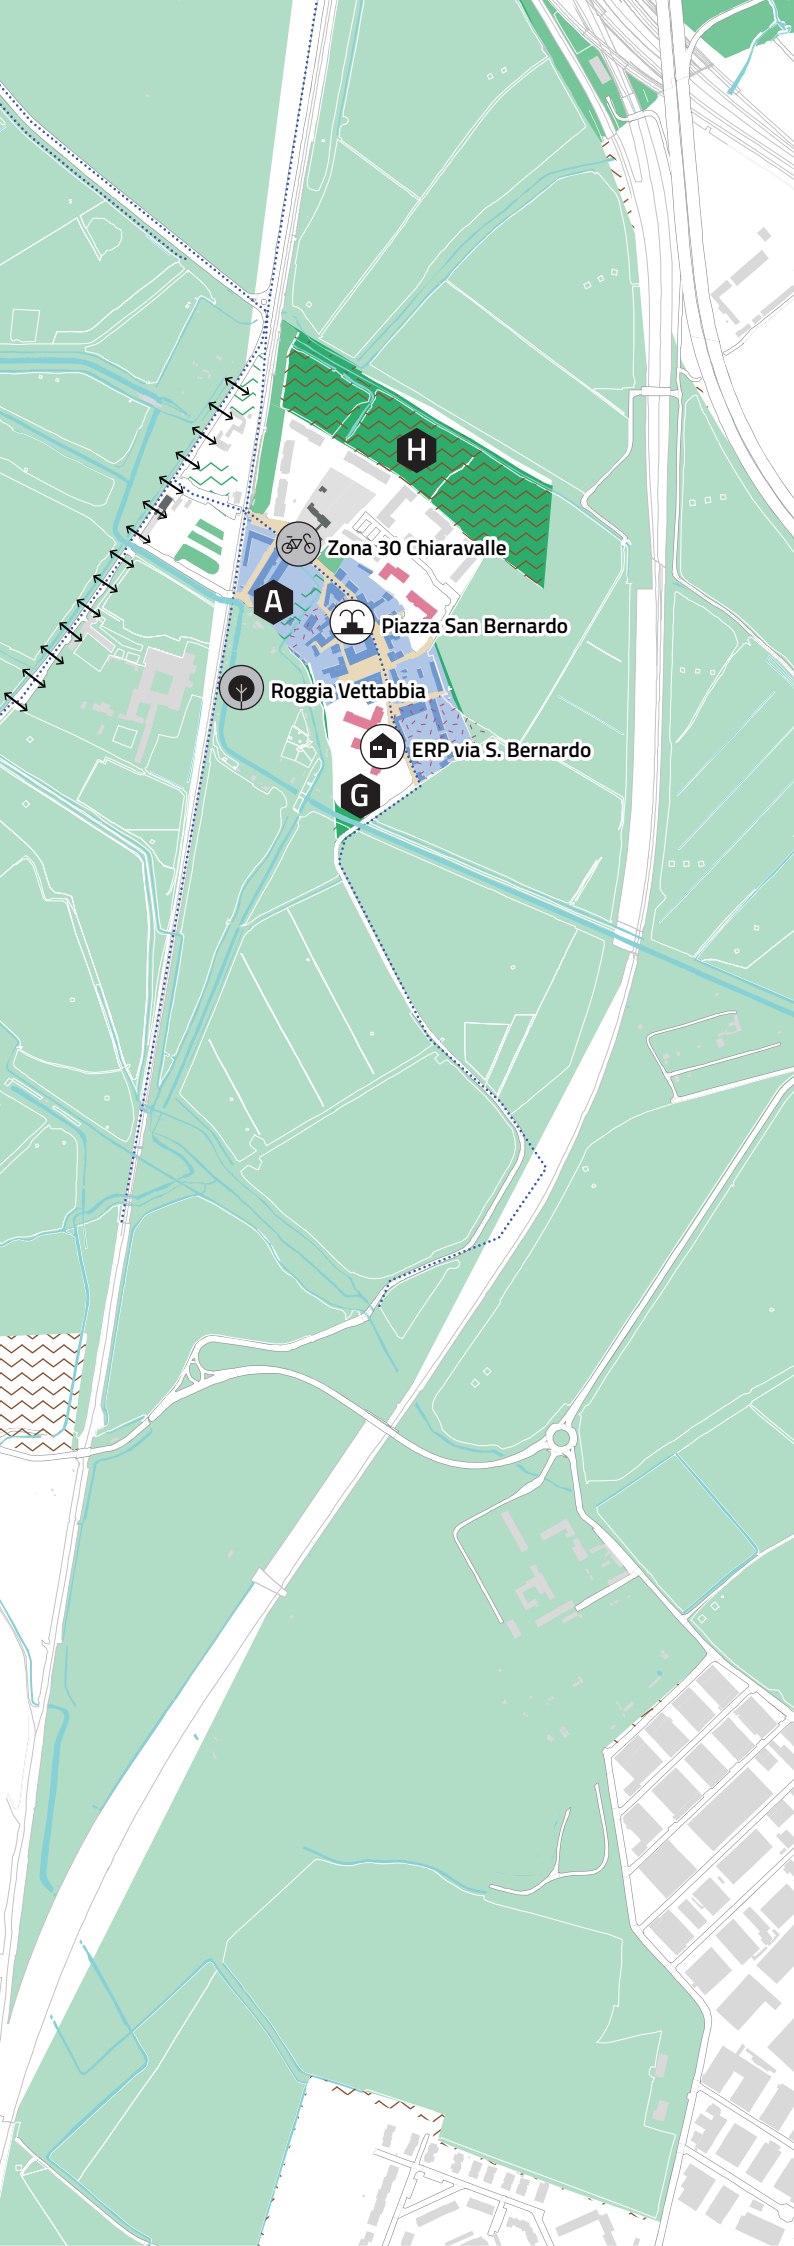 H
Zona 30 Chiaravalle
A
Piazza San Bernardo
Roggia Vettabbia
ERP via S. Bernardo
G